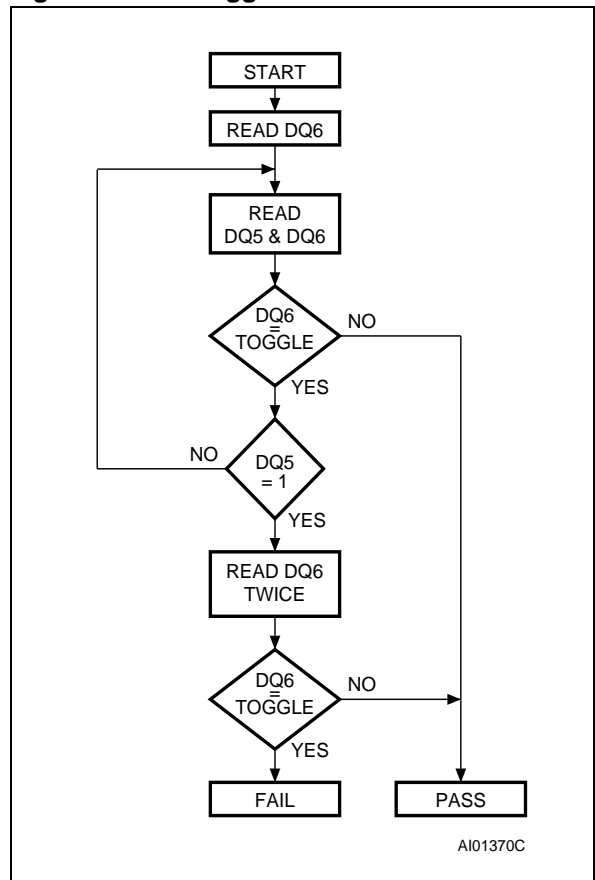 START
READ DQ6
READ
DQ5 & DQ6
DQ6
=
TOGGLE
NO
YES
NO
DQ5
= 1
YES
READ DQ6
TWICE
DQ6
=
TOGGLE
NO
YES
FAIL
PASS
AI01370C